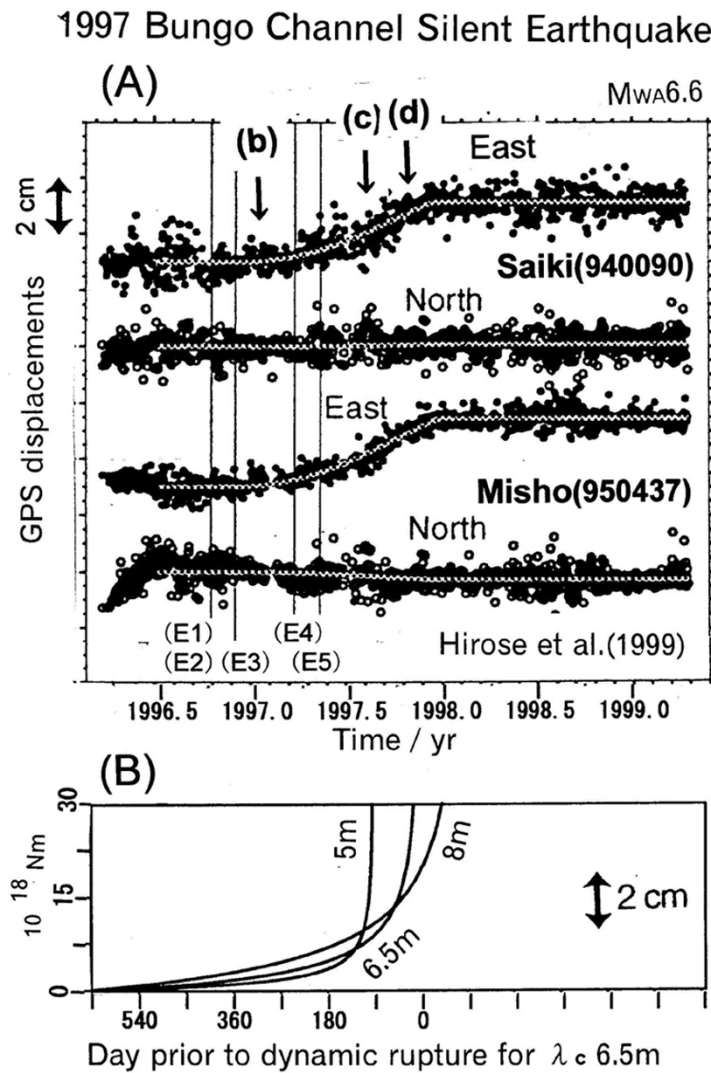 1997 Bungo Channel Silent Earthquake
(A)
MWA6.6
(b)
(c)
(d)
East
2 cm
Saiki(940090)
North
East
Misho(950437)
North
GPS displacements
(E1)
(E2)
(E3)
(E4)
(E5)
Hirose et al.(1999)
1996.5 1997.0 1997.5 1998.0 1998.5 1999.0
Time / yr
(B)
30
15
0
10 18 Nm
5m
6.5m
8m
2 cm
540 360 180 0
Day prior to dynamic rupture for λc 6.5m